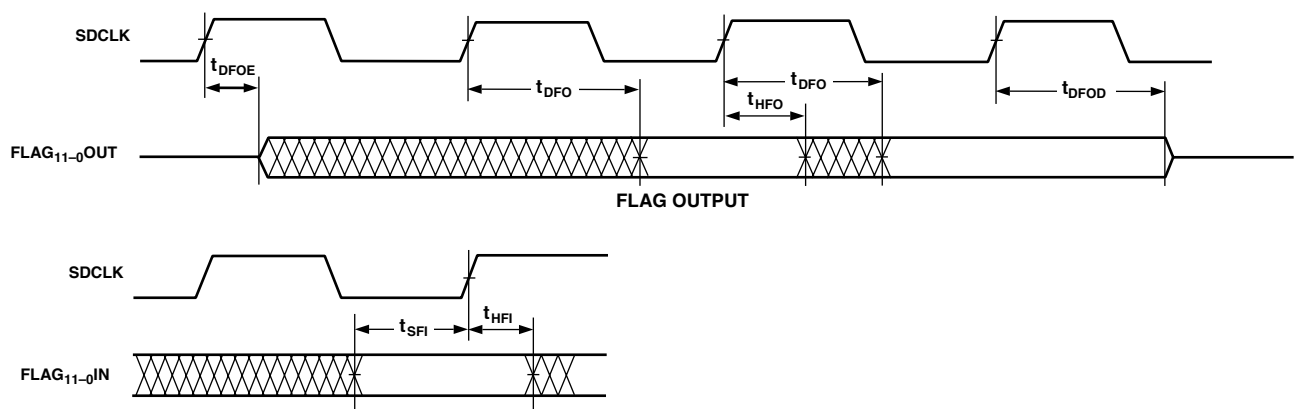 SDCLK
tDFOE
tDFO
tDFO
tHFO
tDFOD
FLAG11–0OUT
FLAG OUTPUT
SDCLK
tSFI
tHFI
FLAG11–0IN